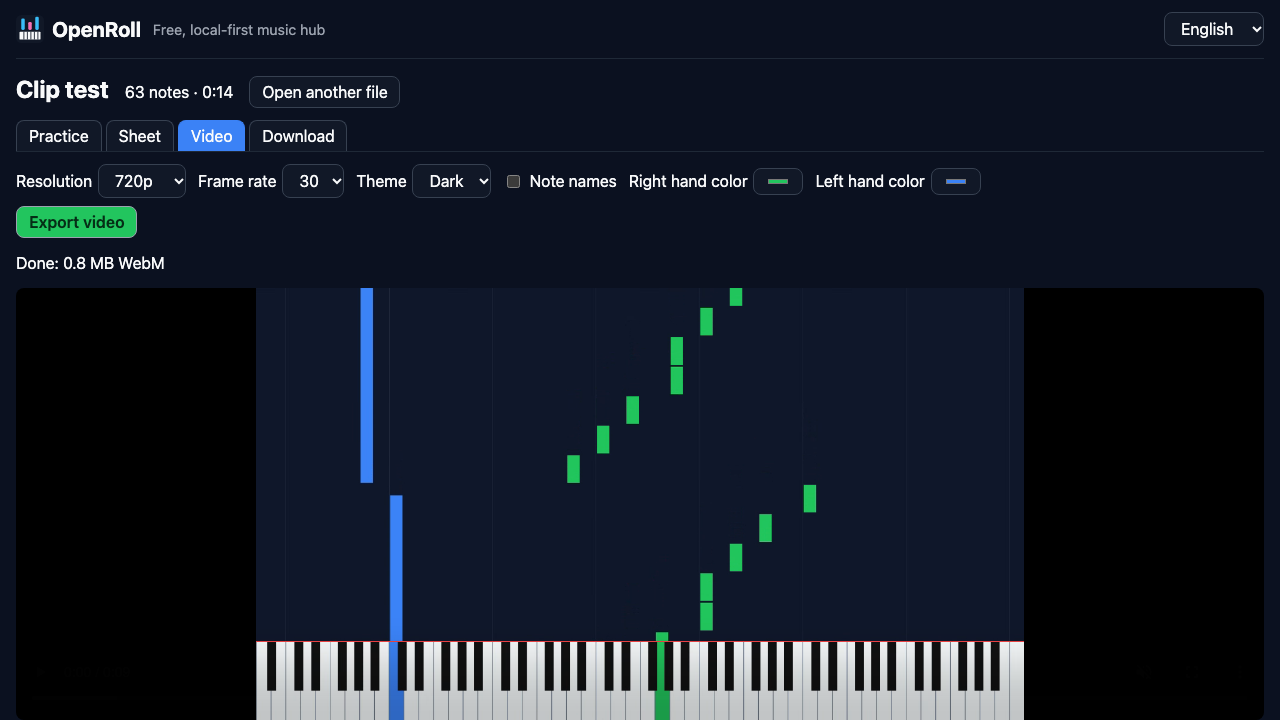 OpenRoll Free, local-first music hub English
Clip test 63 notes · 0:14 Open another file
Practice Sheet Video Download
Resolution 720p Frame rate 30 Theme Dark Note names Right hand color Left hand color
Export video
Done: 0.8 MB WebM